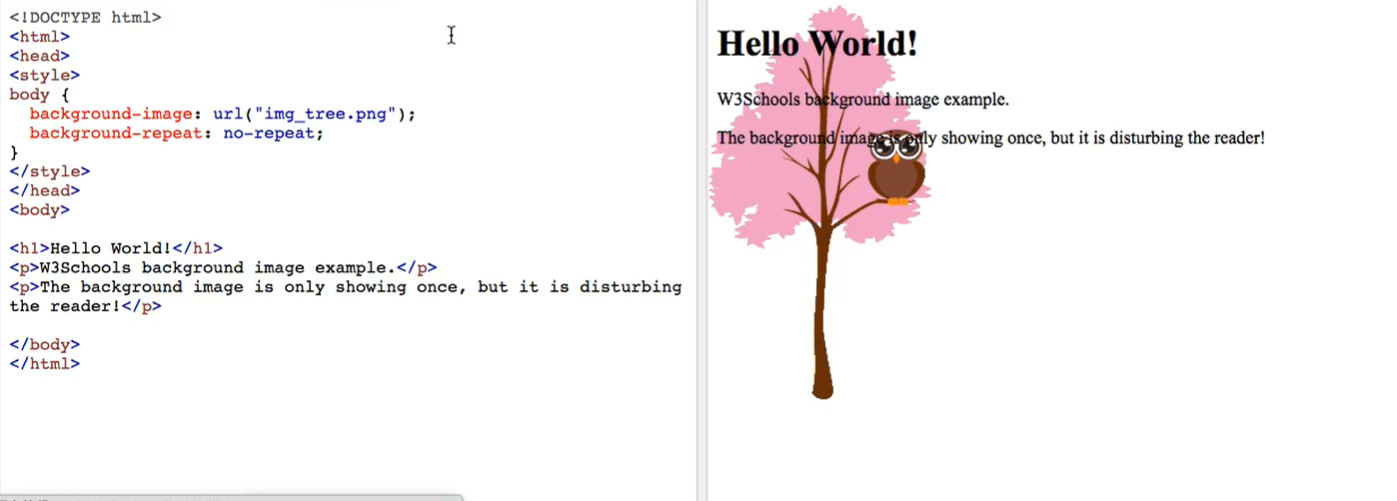 <!DOCTYPE html>
<html>
<head>
<style>
body {
  background-image: url("img_tree.png");
  background-repeat: no-repeat;
}
</style>
</head>
<body>

<h1>Hello World!</h1>
<p>W3Schools background image example.</p>
<p>The background image is only showing once, but it is disturbing
the reader!</p>

</body>
</html>
Hello World!
W3Schools background image example.
The background image is only showing once, but it is disturbing the reader!